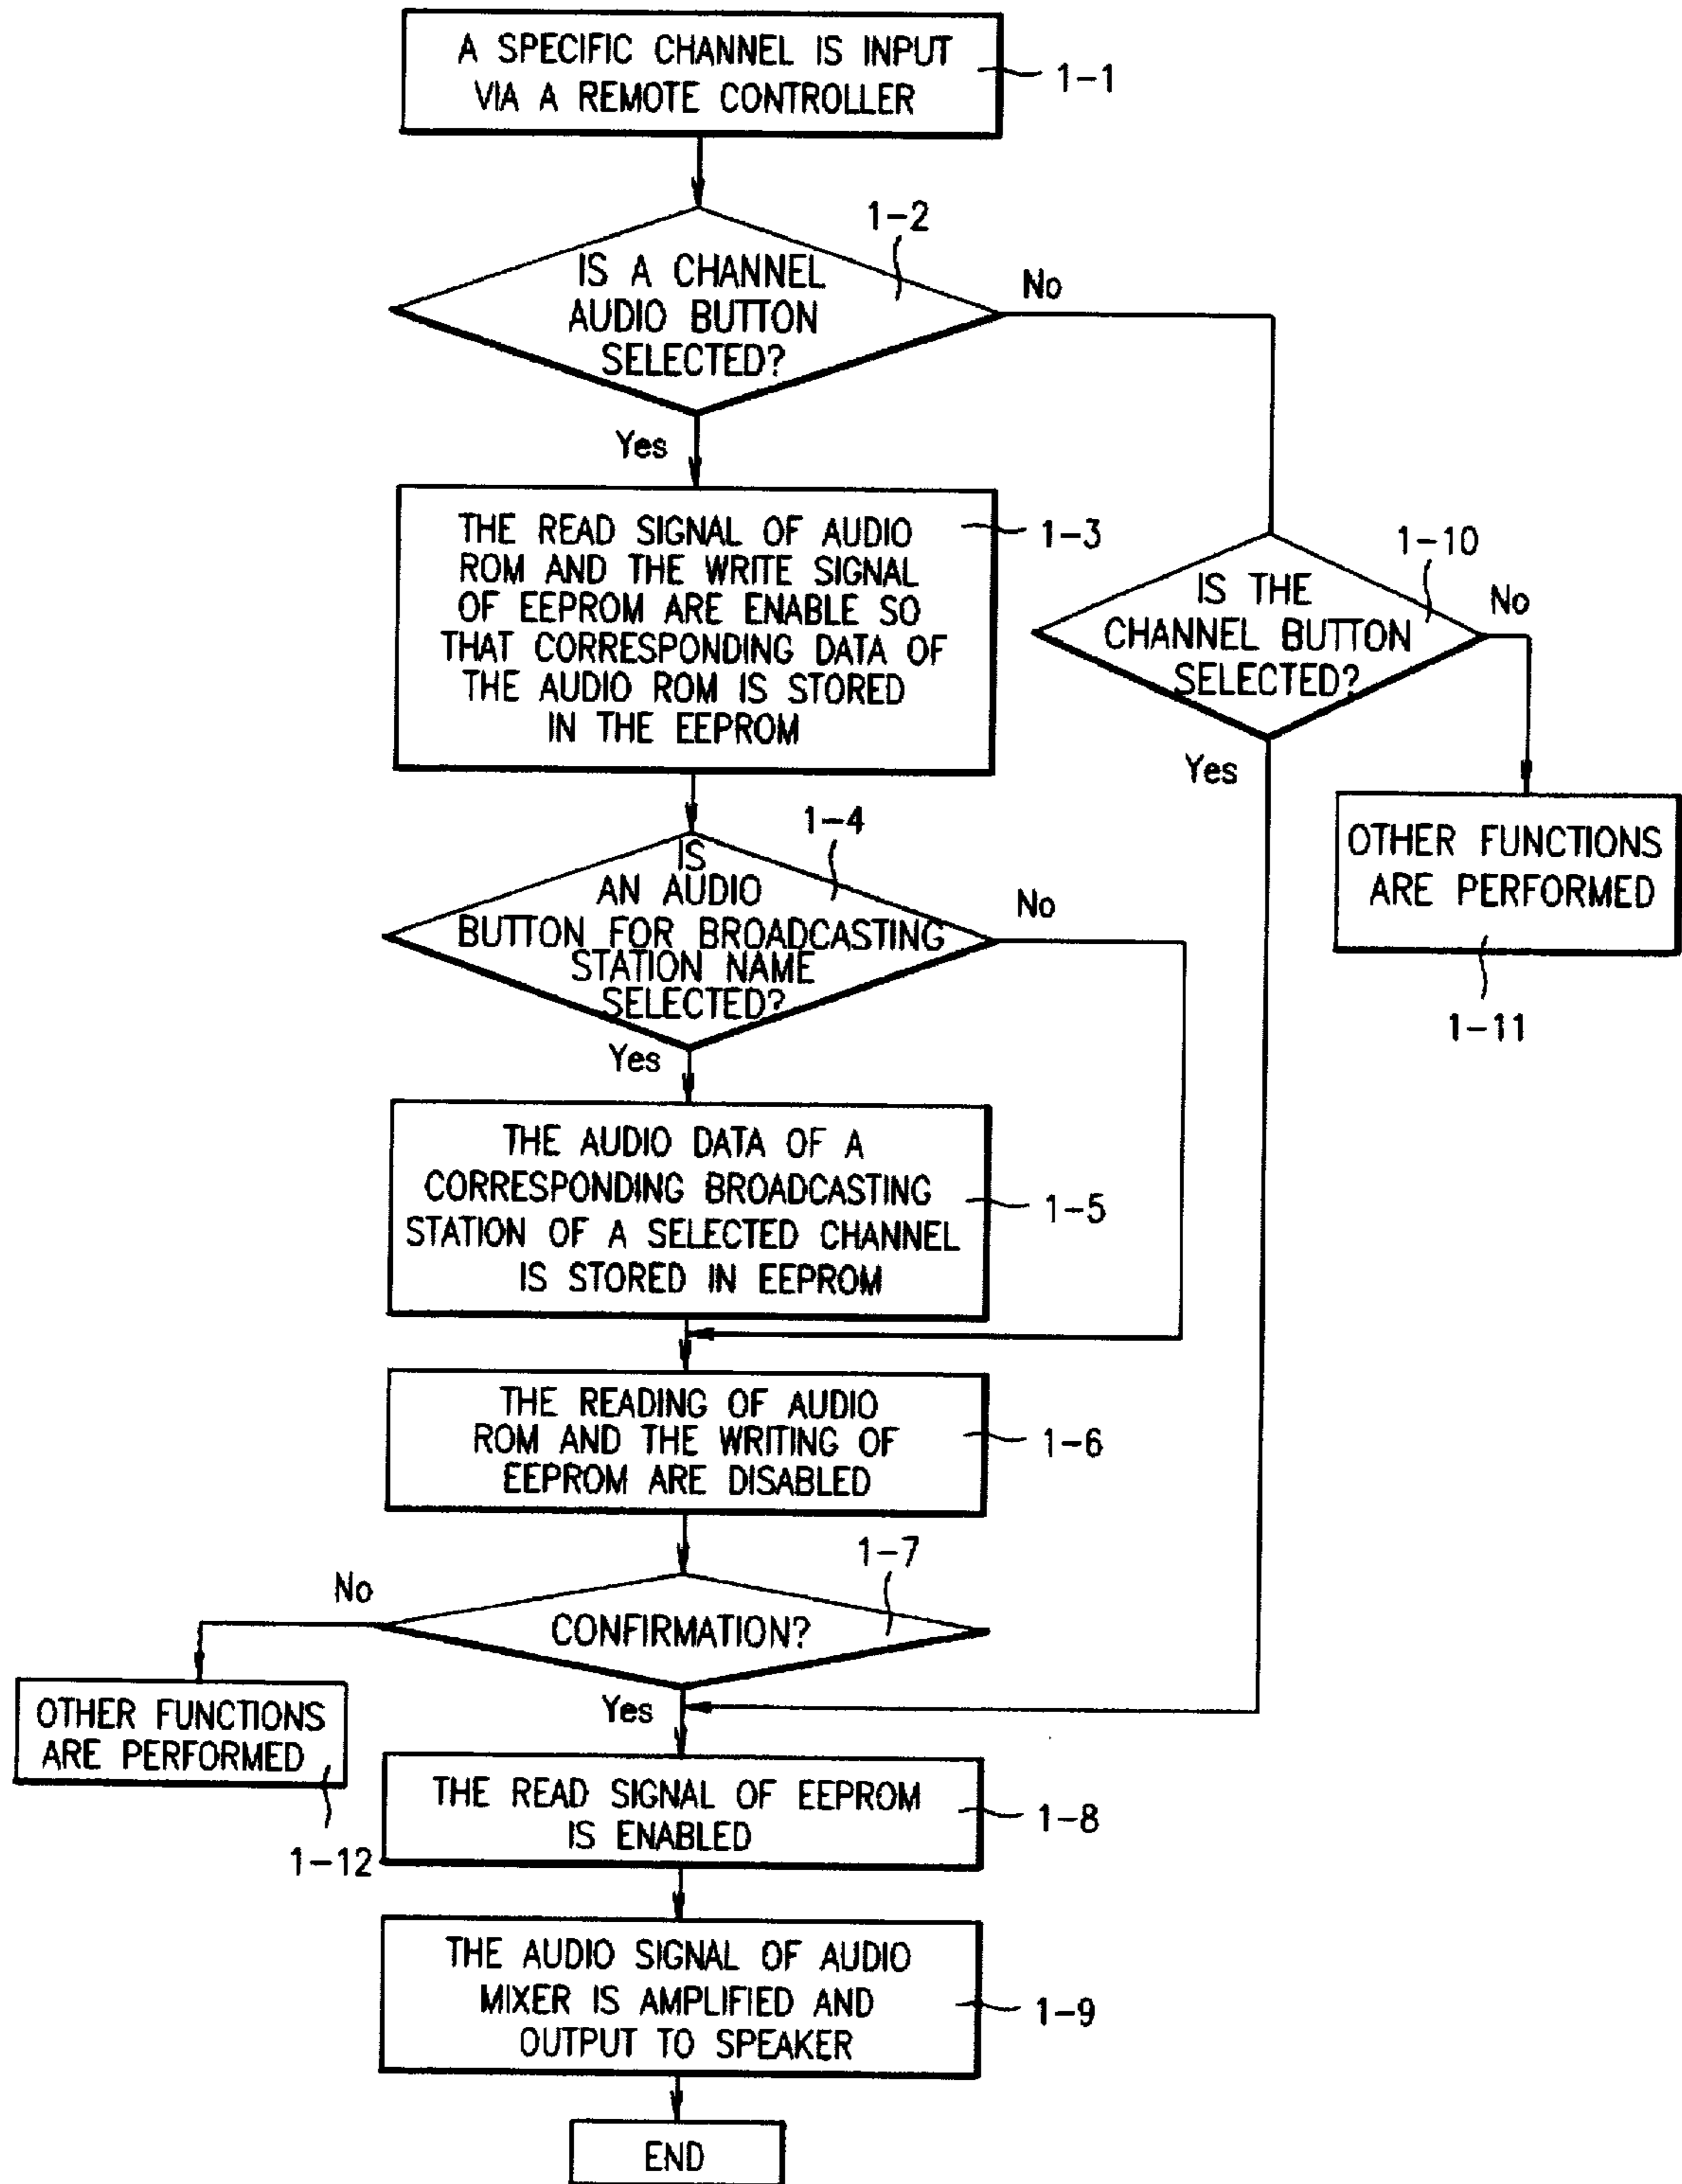 A SPECIFIC CHANNEL IS INPUT
VIA A REMOTE CONTROLLER
1-1
1-2
IS A CHANNEL
AUDIO BUTTON
SELECTED?
No
Yes
THE READ SIGNAL OF AUDIO
ROM AND THE WRITE SIGNAL
OF EEPROM ARE ENABLE SO
THAT CORRESPONDING DATA OF
THE AUDIO ROM IS STORED
IN THE EEPROM
1-3
1-10
IS THE
CHANNEL BUTTON
SELECTED?
No
Yes
OTHER FUNCTIONS
ARE PERFORMED
1-11
1-4
IS
AN AUDIO
BUTTON FOR BROADCASTING
STATION NAME
SELECTED?
No
Yes
THE AUDIO DATA OF A
CORRESPONDING BROADCASTING
STATION OF A SELECTED CHANNEL
IS STORED IN EEPROM
1-5
THE READING OF AUDIO
ROM AND THE WRITING OF
EEPROM ARE DISABLED
1-6
1-7
CONFIRMATION?
No
Yes
OTHER FUNCTIONS
ARE PERFORMED
1-12
THE READ SIGNAL OF EEPROM
IS ENABLED
1-8
THE AUDIO SIGNAL OF AUDIO
MIXER IS AMPLIFIED AND
OUTPUT TO SPEAKER
1-9
END